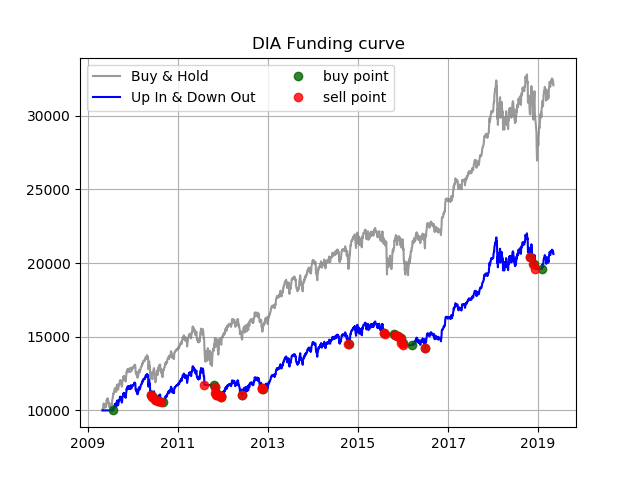 DIA Funding curve
Buy & Hold
Up In & Down Out
buy point
sell point
30000
25000
20000
15000
10000
2009
2011
2013
2015
2017
2019